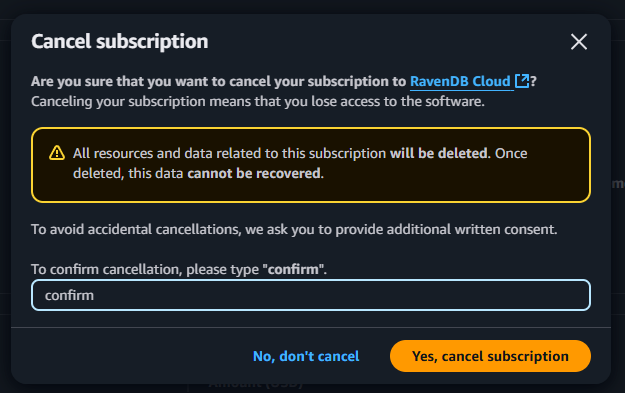 Cancel subscription
Are you sure that you want to cancel your subscription to RavenDB Cloud ?
Canceling your subscription means that you lose access to the software.
All resources and data related to this subscription will be deleted. Once
deleted, this data cannot be recovered.
To avoid accidental cancellations, we ask you to provide additional written consent.
To confirm cancellation, please type "confirm".
confirm
No, don't cancel
Yes, cancel subscription
Amount (USD)